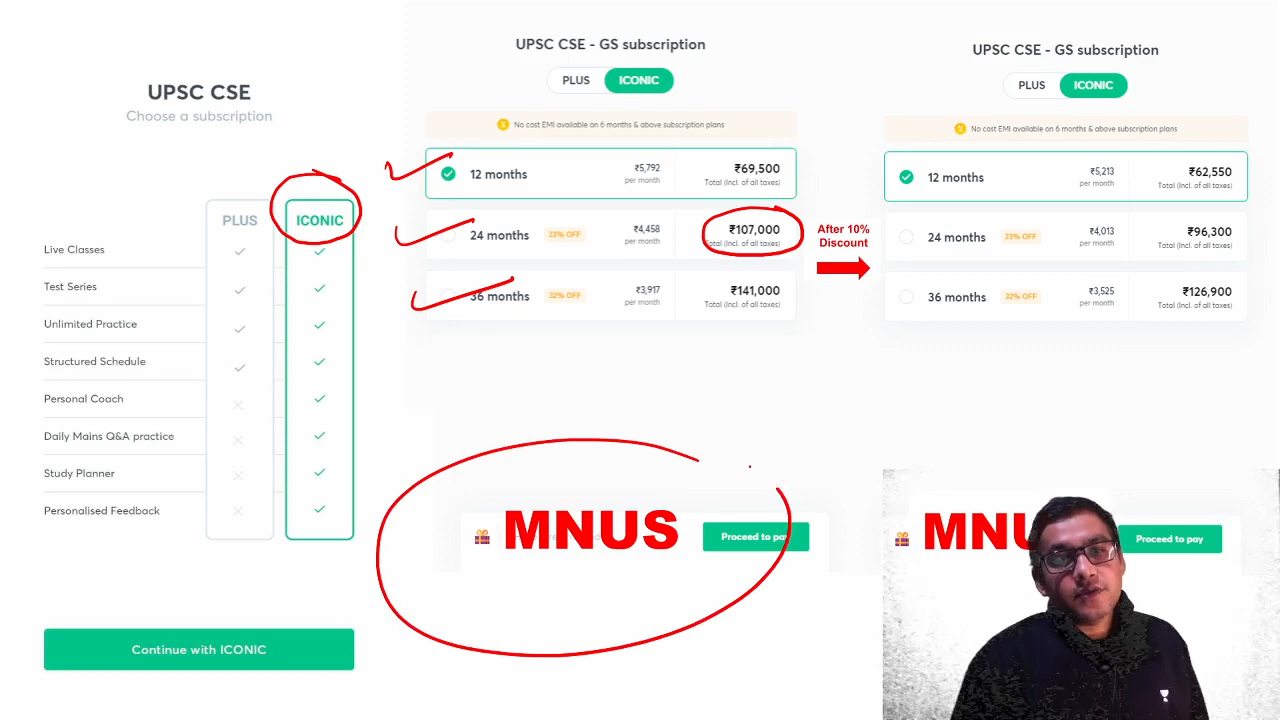 UPSC CSE
Choose a subscription
PLUS
ICONIC
Live Classes
Test Series
Unlimited Practice
Structured Schedule
Personal Coach
Daily Mains Q&A practice
Study Planner
Personalised Feedback
Continue with ICONIC
UPSC CSE - GS subscription
PLUS
ICONIC
No cost EMI available on 6 months & above subscription plans
12 months
₹5,792
per month
₹69,500
Total (Incl. of all taxes)
24 months
23% OFF
₹4,458
per month
₹107,000
Total (Incl. of all taxes)
36 months
32% OFF
₹3,917
per month
₹141,000
Total (Incl. of all taxes)
MNUS
Proceed to pay
After 10%
Discount
UPSC CSE - GS subscription
PLUS
ICONIC
No cost EMI available on 6 months & above subscription plans
12 months
₹5,213
per month
₹62,550
Total (Incl. of all taxes)
24 months
23% OFF
₹4,013
per month
₹96,300
Total (Incl. of all taxes)
36 months
32% OFF
₹3,525
per month
₹126,900
Total (Incl. of all taxes)
MNU
Proceed to pay